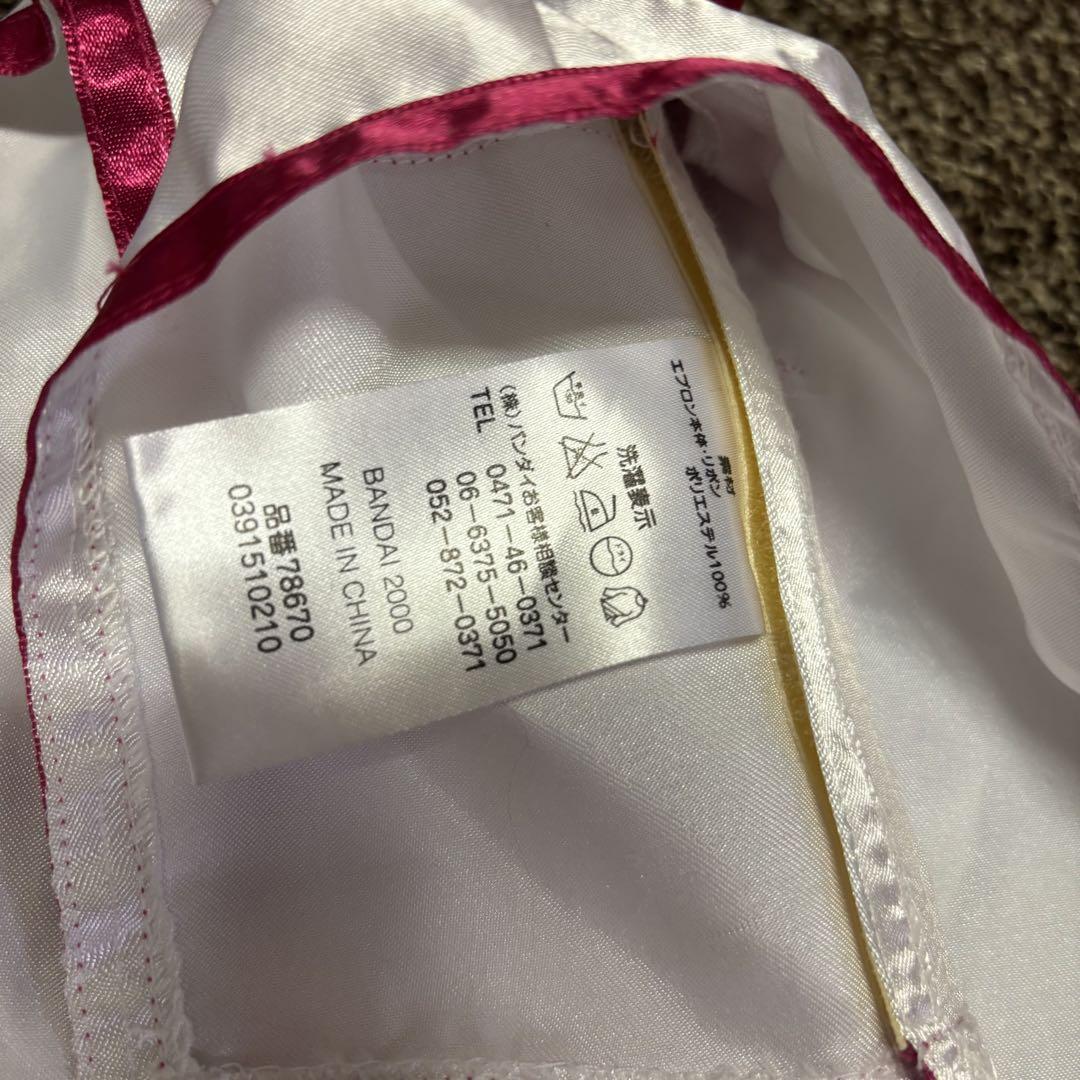 素材
エプロン本体・リボン
ポリエステル100%
洗濯表示
(株)バンダイお客様相談センター
TEL 0471-46-0371
06-6375-5050
052-872-0371
BANDAI 2000
MADE IN CHINA
品番78670
0391510210